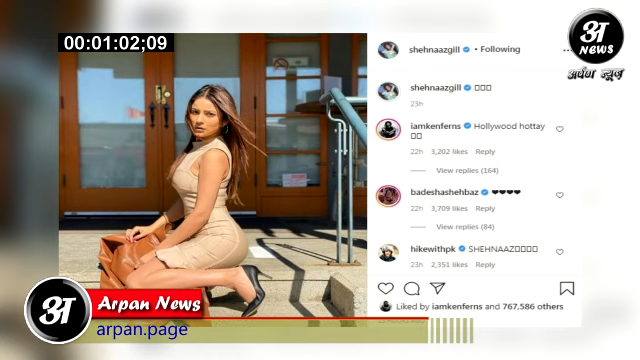 00:01:02;09
अ
NEWS
अर्पण न्यूज़
shehnaazgill • Following
shehnaazgill
23h
iamkenferns Hollywood hottay
22h 3,202 likes Reply
View replies (164)
badeshashehbaz ❤❤❤❤
22h 3,709 likes Reply
View replies (84)
hikewithpk SHEHNAAZ
23h 2,351 likes Reply
Liked by iamkenferns and 767,586 others
अ
Arpan News
arpan.page